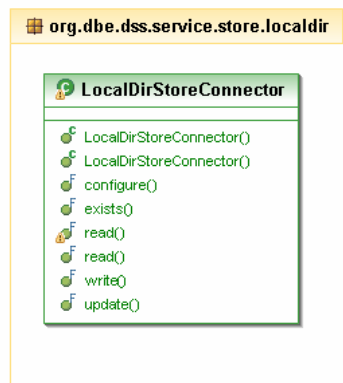 org.dbe.dss.service.store.localdir
LocalDirStoreConnector
LocalDirStoreConnector()
LocalDirStoreConnector()
configure()
exists()
read()
read()
write()
update()